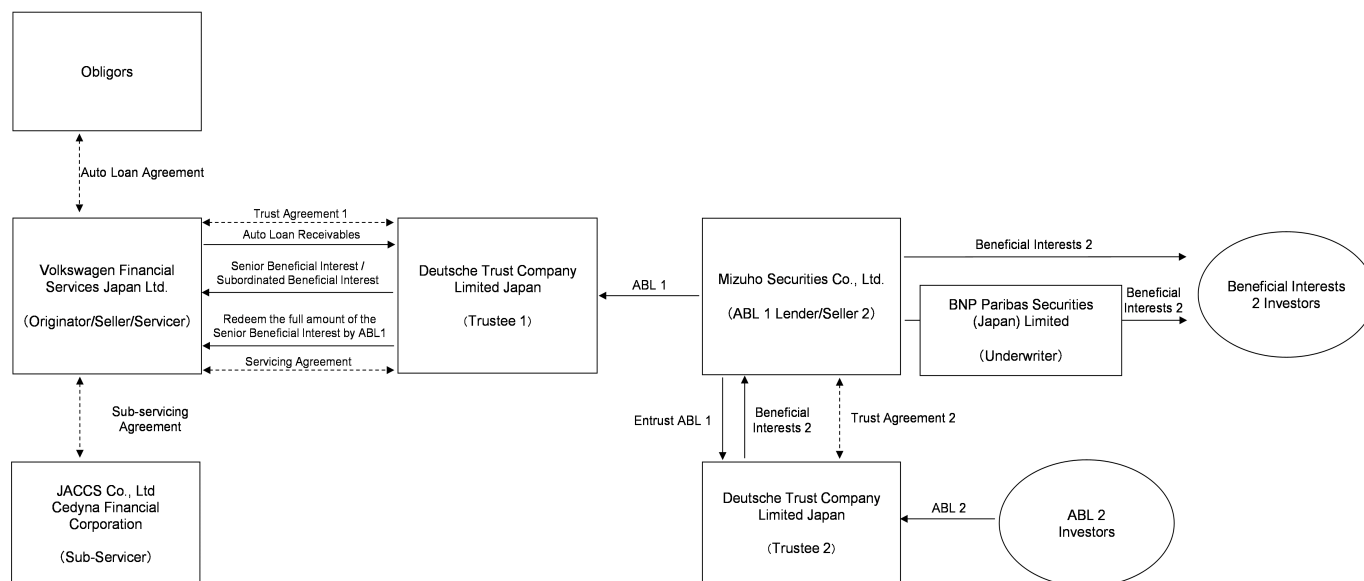 Obligors
Auto Loan Agreement
Volkswagen Financial
Services Japan Ltd.
(Originator/Seller/Servicer)
Trust Agreement 1
Auto Loan Receivables
Senior Beneficial Interest /
Subordinated Beneficial Interest
Redeem the full amount of the
Senior Beneficial Interest by ABL1
Servicing Agreement
Deutsche Trust Company
Limited Japan
(Trustee 1)
ABL 1
Mizuho Securities Co., Ltd.
(ABL 1 Lender/Seller 2)
Beneficial Interests 2
BNP Paribas Securities
(Japan) Limited
(Underwriter)
Beneficial
Interests 2
Beneficial Interests
2 Investors
Sub-servicing
Agreement
JACCS Co., Ltd
Cedyna Financial
Corporation
(Sub-Servicer)
Entrust ABL 1
Beneficial
Interests 2
Trust Agreement 2
Deutsche Trust Company
Limited Japan
(Trustee 2)
ABL 2
ABL 2
Investors